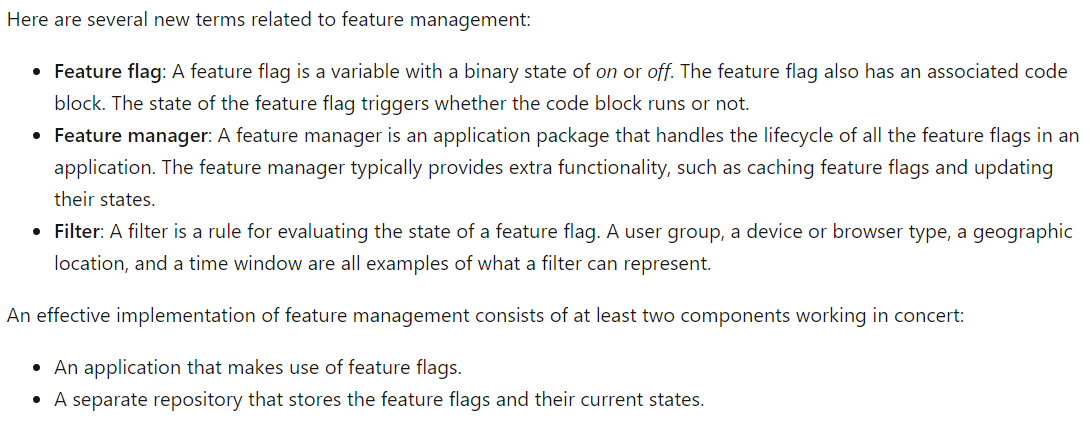 Here are several new terms related to feature management:
• Feature flag: A feature flag is a variable with a binary state of on or off. The feature flag also has an associated code
block. The state of the feature flag triggers whether the code block runs or not.
• Feature manager: A feature manager is an application package that handles the lifecycle of all the feature flags in an
application. The feature manager typically provides extra functionality, such as caching feature flags and updating
their states.
• Filter: A filter is a rule for evaluating the state of a feature flag. A user group, a device or browser type, a geographic
location, and a time window are all examples of what a filter can represent.
An effective implementation of feature management consists of at least two components working in concert:
• An application that makes use of feature flags.
• A separate repository that stores the feature flags and their current states.